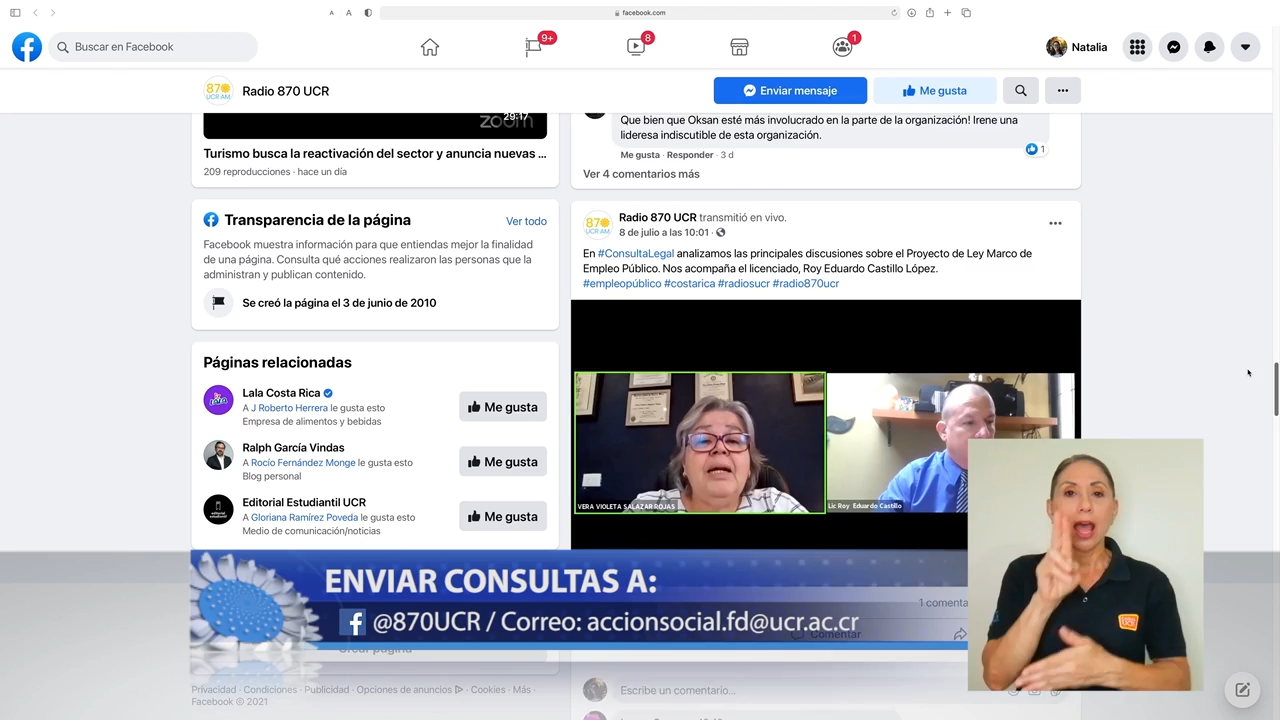 A A facebook.com
Buscar en Facebook
9+ 8 1
Natalia
870
UCR AM
Radio 870 UCR
Enviar mensaje
Me gusta
zoom
29:17
Turismo busca la reactivación del sector y anuncia nuevas ...
209 reproducciones · hace un día
Transparencia de la página
Ver todo
Facebook muestra información para que entiendas mejor la finalidad
de una página. Consulta qué acciones realizaron las personas que la
administran y publican contenido.
Se creó la página el 3 de junio de 2010
Páginas relacionadas
Lala Costa Rica
A J Roberto Herrera le gusta esto
Empresa de alimentos y bebidas
Me gusta
Ralph García Vindas
A Rocío Fernández Monge le gusta esto
Blog personal
Me gusta
Editorial Estudiantil UCR
A Gloriana Ramírez Poveda le gusta esto
Medio de comunicación/noticias
Me gusta
Que bien que Oksan esté más involucrado en la parte de la organización! Irene una
lideresa indiscutible de esta organización.
Me gusta · Responder · 3 d
1
Ver 4 comentarios más
870
UCR AM
Radio 870 UCR transmitió en vivo.
8 de julio a las 10:01 ·
En #ConsultaLegal analizamos las principales discusiones sobre el Proyecto de Ley Marco de
Empleo Público. Nos acompaña el licenciado, Roy Eduardo Castillo López.
#empleopúblico #costarica #radiosucr #radio870ucr
VERA VIOLETA SALAZAR ROJAS
Lic Roy Eduardo Castillo
ENVIAR CONSULTAS A:
@870UCR / Correo: accionsocial.fd@ucr.ac.cr
1 comenta
Comentar
Crear página
Privacidad · Condiciones · Publicidad · Opciones de anuncios · Cookies · Más ·
Facebook © 2021
Escribe un comentario...